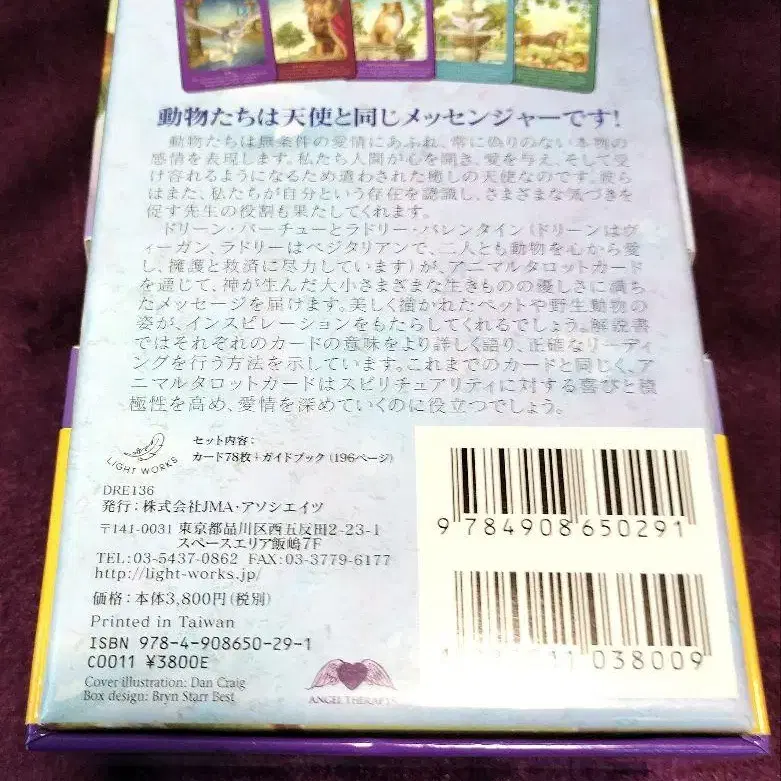 動物たちは天使と同じメッセンジャーです!
動物たちは無条件の愛情にあふれ、常に偽りのない本物の
感情を表現します。私たち人間が心を開き、愛を与え、そして受
け容れるようになるため遣わされた癒しの天使なのです。彼ら
はまた、私たちが自分という存在を認識し、さまざまな気づきを
促す先生の役割も果たしてくれます。
ドリーン・バーチューとラドリー・バレンタイン(ドリーンはヴ
ィーガン、ラドリーはベジタリアンで、二人とも動物を心から愛
し、擁護と救済に尽力しています)が、アニマルタロットカード
を通じて、神が生んだ大小さまざまな生きものの優しさに満ち
たメッセージを届けます。美しく描かれたペットや野生動物の
姿が、インスピレーションをもたらしてくれるでしょう。解説書
ではそれぞれのカードの意味をより詳しく語り、正確なリーディ
ングを行う方法を示しています。これまでのカードと同じく、ア
ニマルタロットカードはスピリチュアリティに対する喜びと積
極性を高め、愛情を深めていくのに役立つでしょう。
LIGHT WORKS
セット内容:
カード78枚+ガイドブック(196ページ)
DRE136
発行:株式会社JMA・アソシエイツ
〒141-0031 東京都品川区西五反田2-23-1
スペースエリア飯嶋7F
TEL:03-5437-0862 FAX:03-3779-6177
http://light-works.jp/
価格:本体3,800円(税別)
Printed in Taiwan
ISBN 978-4-908650-29-1
C0011 ¥3800E
Cover illustration: Dan Craig
Box design: Bryn Starr Best
ANGEL THERAPY
9 784908 650291
038009